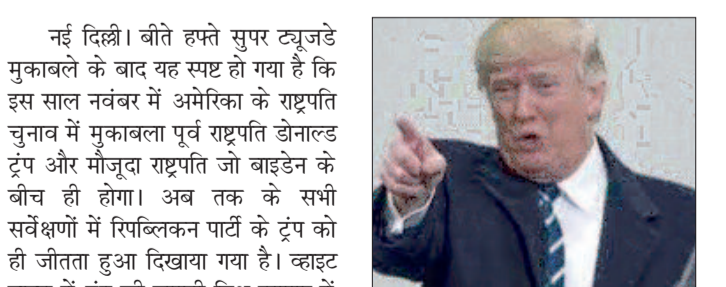 नई दिल्ली। बीते हफ्ते सुपर ट्यूजडे
मुकाबले के बाद यह स्पष्ट हो गया है कि
इस साल नवंबर में अमेरिका के राष्ट्रपति
चुनाव में मुकाबला पूर्व राष्ट्रपति डोनाल्ड
ट्रंप और मौजूदा राष्ट्रपति जो बाइडेन के
बीच ही होगा। अब तक के सभी
सर्वेक्षणों में रिपब्लिकन पार्टी के ट्रंप को
ही जीतता हुआ दिखाया गया है। व्हाइट